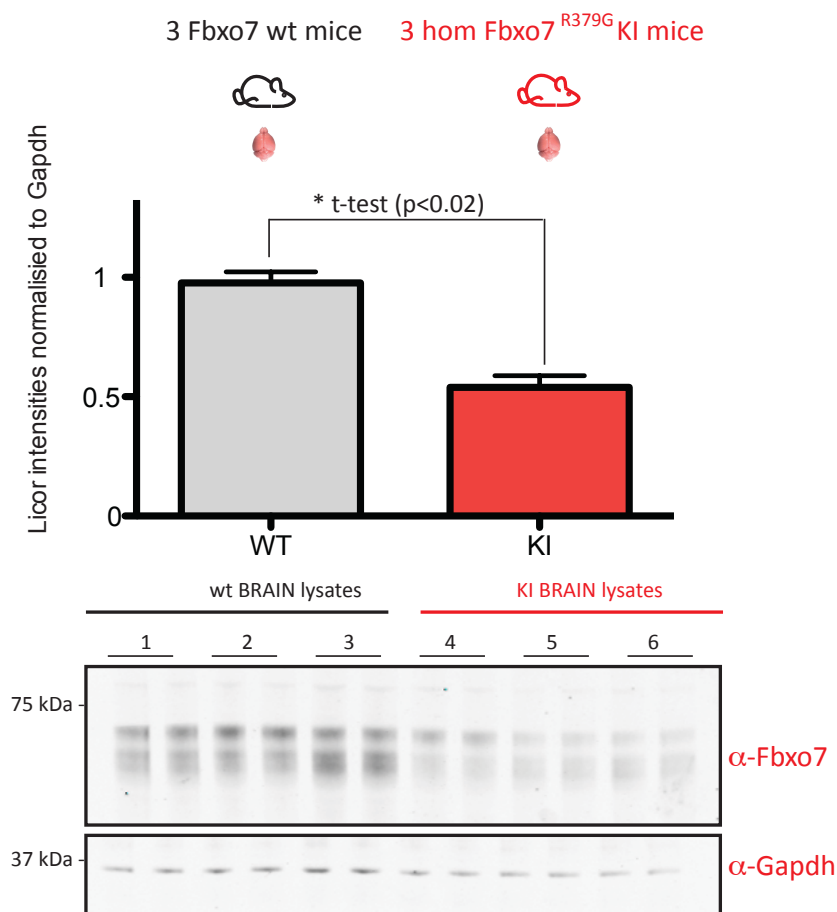 3 Fbxo7 wt mice
3 hom Fbxo7 R379G KI mice
Licor intensities normalisied to Gapdh
* t-test (p<0.02)
1
0.5
0
WT
KI
wt BRAIN lysates
KI BRAIN lysates
1 2 3 4 5 6
75 kDa -
α-Fbxo7
37 kDa -
α-Gapdh